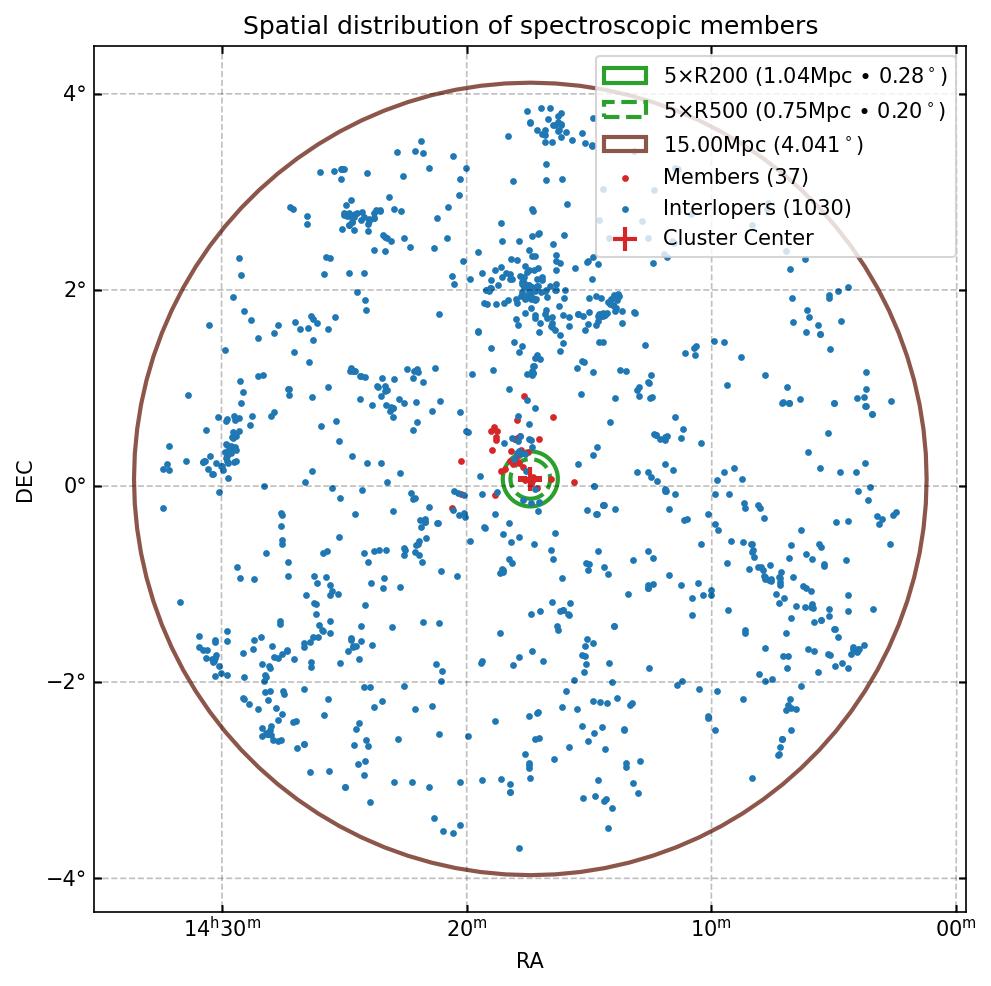 Spatial distribution of spectroscopic members
5×R200 (1.04Mpc • 0.28°)
5×R500 (0.75Mpc • 0.20°)
15.00Mpc (4.041°)
Members (37)
Interlopers (1030)
Cluster Center
4°
2°
0°
−2°
−4°
DEC
14ʰ30ᵐ
20ᵐ
10ᵐ
00ᵐ
RA